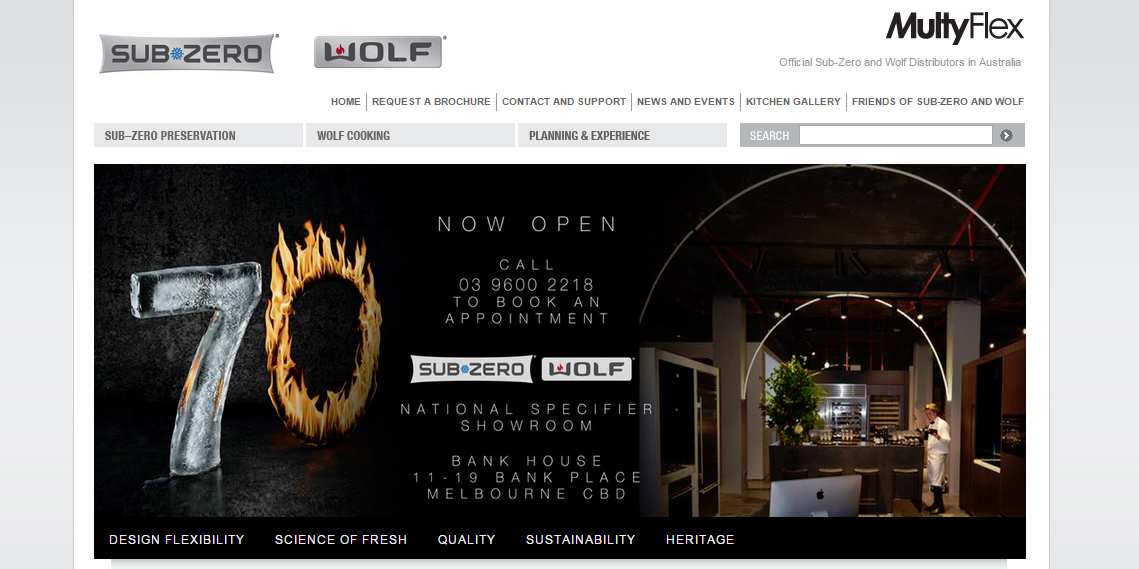 SUB-ZERO
WOLF
MultyFlex
Official Sub-Zero and Wolf Distributors in Australia
HOME
REQUEST A BROCHURE
CONTACT AND SUPPORT
NEWS AND EVENTS
KITCHEN GALLERY
FRIENDS OF SUB-ZERO AND WOLF
SUB–ZERO PRESERVATION
WOLF COOKING
PLANNING & EXPERIENCE
SEARCH
70
NOW OPEN
CALL
03 9600 2218
TO BOOK AN
APPOINTMENT
SUB-ZERO
WOLF
NATIONAL SPECIFIER
SHOWROOM
BANK HOUSE
11-19 BANK PLACE
MELBOURNE CBD
DESIGN FLEXIBILITY
SCIENCE OF FRESH
QUALITY
SUSTAINABILITY
HERITAGE